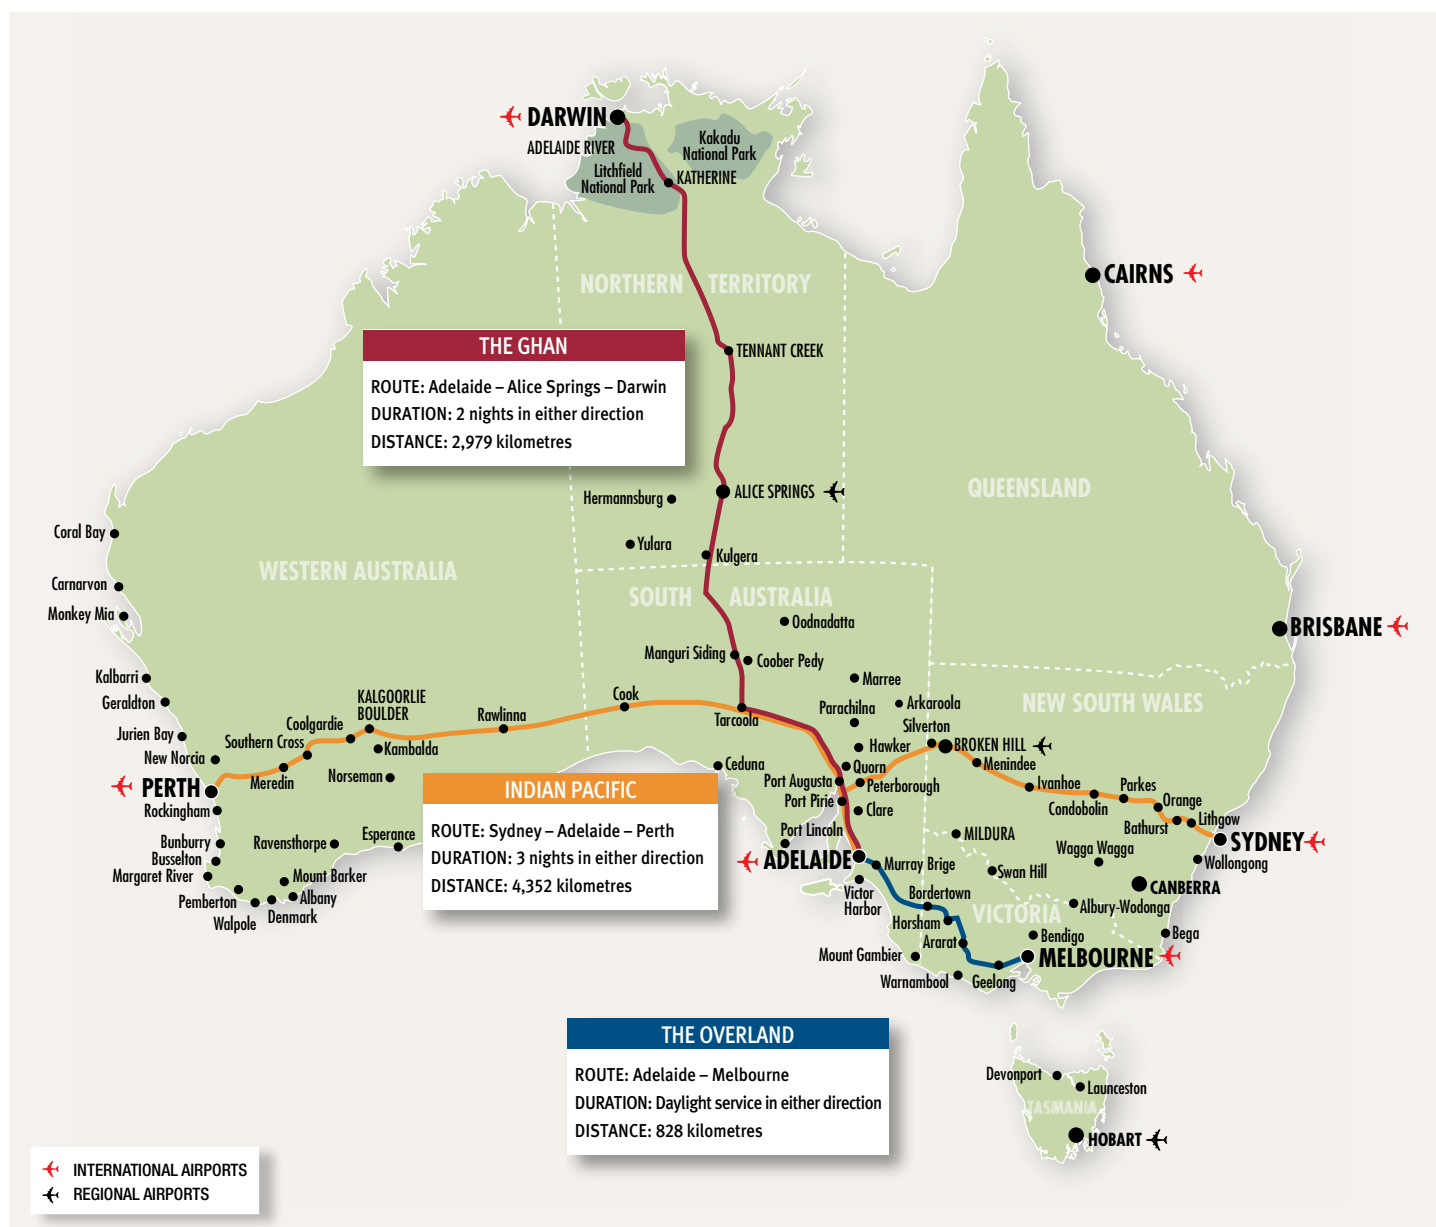 DARWIN
ADELAIDE RIVER
Kakadu
National Park
Litchfield
National Park
KATHERINE
CAIRNS
NORTHERN TERRITORY
THE GHAN
ROUTE: Adelaide – Alice Springs – Darwin
DURATION: 2 nights in either direction
DISTANCE: 2,979 kilometres
TENNANT CREEK
QUEENSLAND
Hermannsburg
ALICE SPRINGS
Coral Bay
Yulara
Kulgera
WESTERN AUSTRALIA
Carnarvon
SOUTH AUSTRALIA
Monkey Mia
Oodnadatta
BRISBANE
Manguri Siding
Coober Pedy
Kalbarri
Marree
Geraldton
KALGOORLIE
BOULDER
Cook
Arkaroola
NEW SOUTH WALES
Parachilna
Rawlinna
Tarcoola
Coolgardie
Silverton
Jurien Bay
Southern Cross
Kambalda
Hawker
BROKEN HILL
New Norcia
Menindee
Ceduna
Quorn
Meredin
Norseman
Port Augusta
Peterborough
Ivanhoe
Parkes
PERTH
Port Pirie
Condobolin
Orange
Rockingham
Clare
Lithgow
Bathurst
INDIAN PACIFIC
ROUTE: Sydney – Adelaide – Perth
DURATION: 3 nights in either direction
DISTANCE: 4,352 kilometres
Port Lincoln
MILDURA
SYDNEY
Bunburry
Ravensthorpe
Esperance
Wagga Wagga
Busselton
ADELAIDE
Murray Brige
Swan Hill
Wollongong
Margaret River
Mount Barker
CANBERRA
Pemberton
Albany
Victor
Harbor
Bordertown
Albury-Wodonga
Walpole
Denmark
Horsham
VICTORIA
Ararat
Bendigo
Bega
Mount Gambier
MELBOURNE
Warnambool
Geelong
THE OVERLAND
ROUTE: Adelaide – Melbourne
DURATION: Daylight service in either direction
DISTANCE: 828 kilometres
Devonport
Launceston
TASMANIA
HOBART
INTERNATIONAL AIRPORTS
REGIONAL AIRPORTS